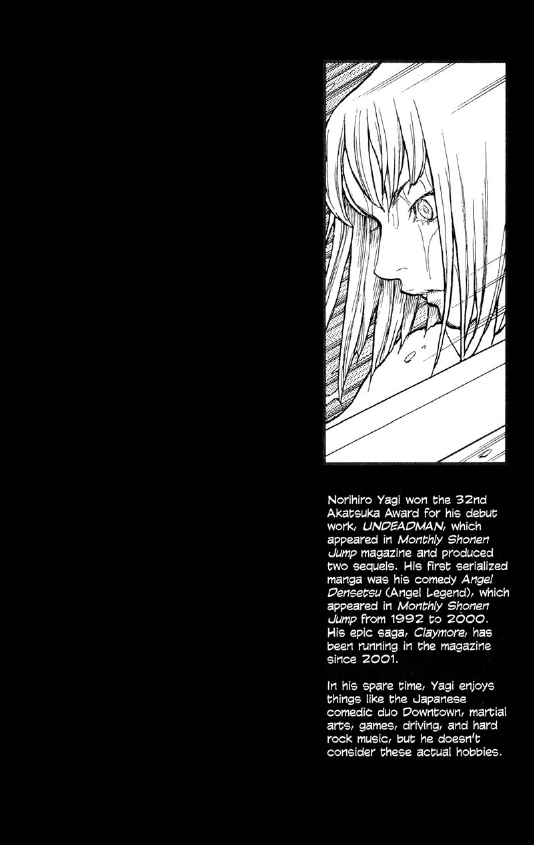 Norihiro Yagi won the 32nd
Akatsuka Award for his debut
work, UNDEADMAN, which
appeared in Monthly Shonen
Jump magazine and produced
two sequels. His first serialized
manga was his comedy Angel
Densetsu (Angel Legend), which
appeared in Monthly Shonen
Jump from 1992 to 2000.
His epic saga, Claymore, has
been running in the magazine
since 2001.
In his spare time, Yagi enjoys
things like the Japanese
comedic duo Downtown, martial
arts, games, driving, and hard
rock music, but he doesn't
consider these actual hobbies.